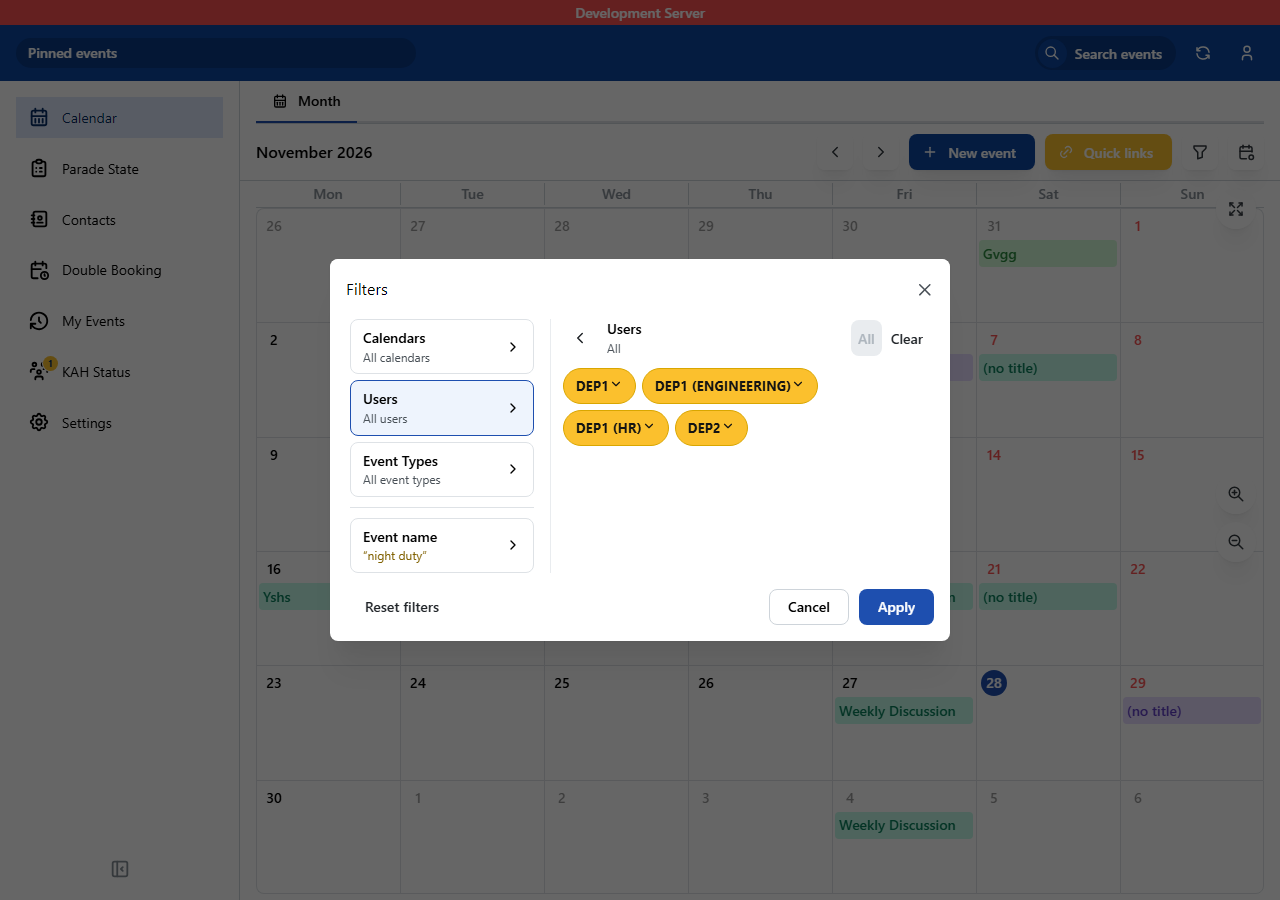 Development Server
Pinned events
Search events
Calendar
Parade State
Contacts
Double Booking
My Events
1
KAH Status
Settings
Month
November 2026
New event
Quick links
Mon Tue Wed Thu Fri Sat Sun
26 27 28 29 30 31 1
Gvgg
2 7 8
(no title)
9 14 15
16 21 22
Yshs (no title)
23 24 25 26 27 28 29
Weekly Discussion (no title)
30 1 2 3 4 5 6
Weekly Discussion
Filters
Calendars
All calendars
Users
All users
Event Types
All event types
Event name
“night duty”
Users
All
All Clear
DEP1 DEP1 (ENGINEERING)
DEP1 (HR) DEP2
Reset filters
Cancel Apply